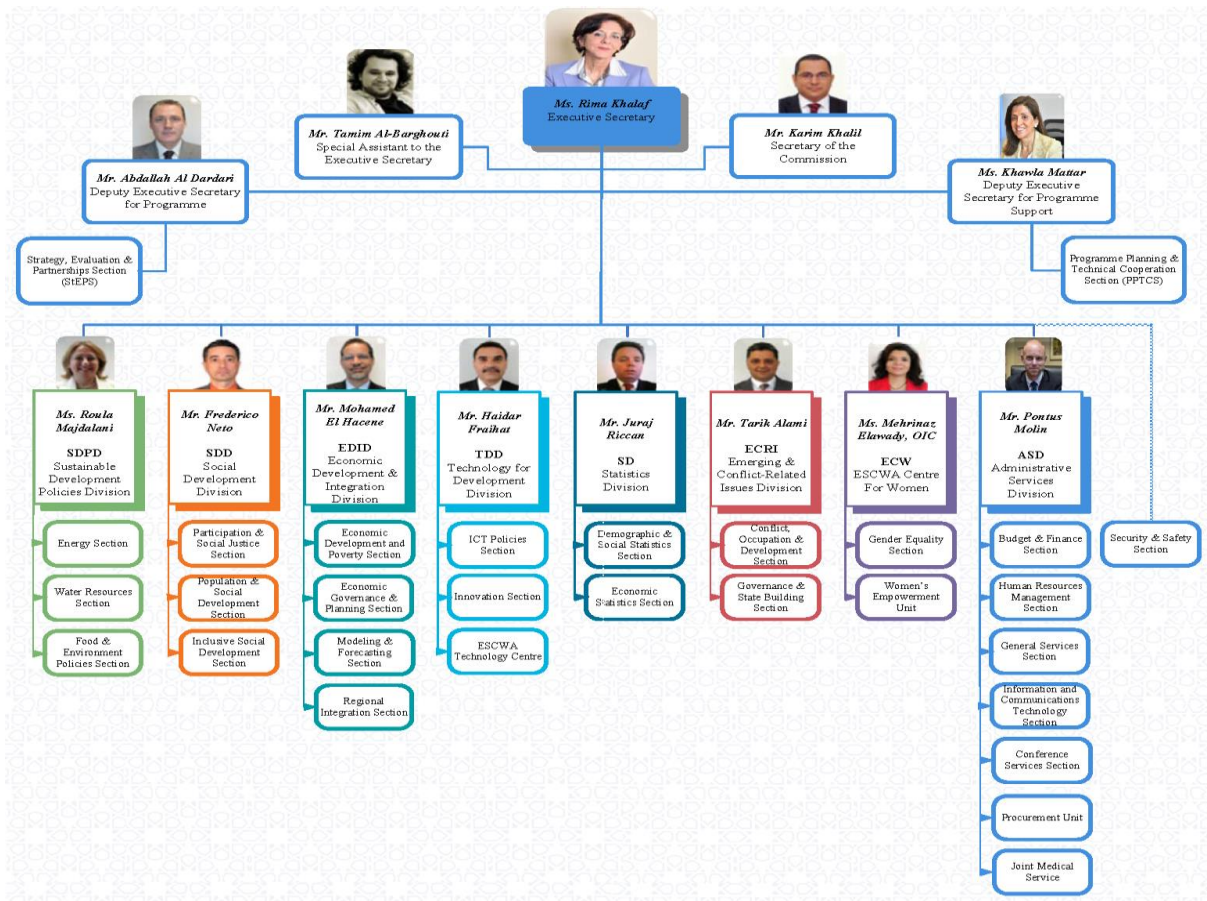 Ms. Rima Khalaf
Executive Secretary
Mr. Tamim Al-Barghouti
Special Assistant to the
Executive Secretary
Mr. Karim Khalil
Secretary of the
Commission
Mr. Abdallah Al Dardari
Deputy Executive Secretary
for Programme
Ms. Khawla Mattar
Deputy Executive
Secretary for Programme
Support
Strategy, Evaluation &
Partnerships Section
(StEPS)
Programme Planning &
Technical Cooperation
Section (PPTCS)
Ms. Roula
Majdalani
SDPD
Sustainable
Development
Policies Division
Energy Section
Water Resources
Section
Food &
Environment
Policies Section
Mr. Frederico
Neto
SDD
Social
Development
Division
Participation &
Social Justice
Section
Population &
Social
Development
Section
Inclusive Social
Development
Section
Mr. Mohamed
El Hacene
EDID
Economic
Development &
Integration
Division
Economic
Development and
Poverty Section
Economic
Governance &
Planning Section
Modeling &
Forecasting
Section
Regional
Integration Section
Mr. Haidar
Fraihat
TDD
Technology for
Development
Division
ICT Policies
Section
Innovation Section
ESCWA
Technology Centre
Mr. Juraj
Riccan
SD
Statistics
Division
Demographic &
Social Statistics
Section
Economic
Statistics Section
Mr. Tarik Alami
ECRI
Emerging &
Conflict-Related
Issues Division
Conflict,
Occupation &
Development
Section
Governance &
State Building
Section
Ms. Mehrinaz
Elawady, OIC
ECW
ESCWA Centre
For Women
Gender Equality
Section
Women's
Empowerment
Unit
Mr. Pontus
Molin
ASD
Administrative
Services
Division
Budget & Finance
Section
Human Resources
Management
Section
General Services
Section
Information and
Communications
Technology
Section
Conference
Services Section
Procurement Unit
Joint Medical
Service
Security & Safety
Section